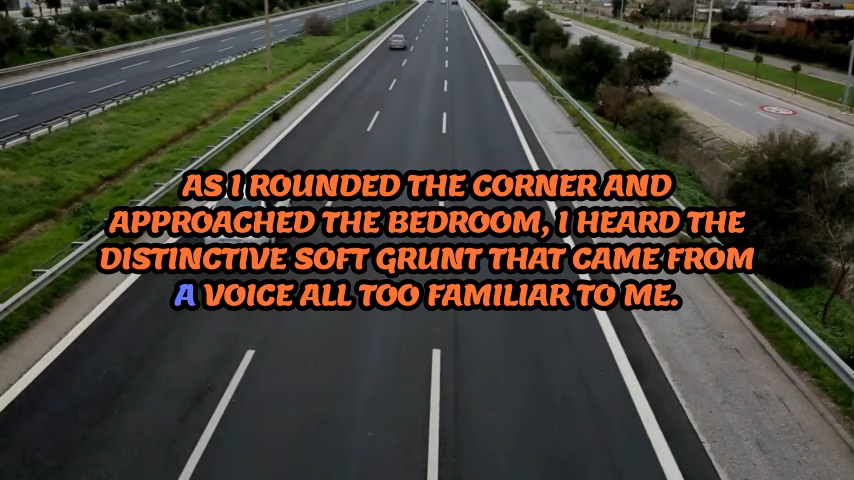 AS I ROUNDED THE CORNER AND
APPROACHED THE BEDROOM, I HEARD THE
DISTINCTIVE SOFT GRUNT THAT CAME FROM
A VOICE ALL TOO FAMILIAR TO ME.